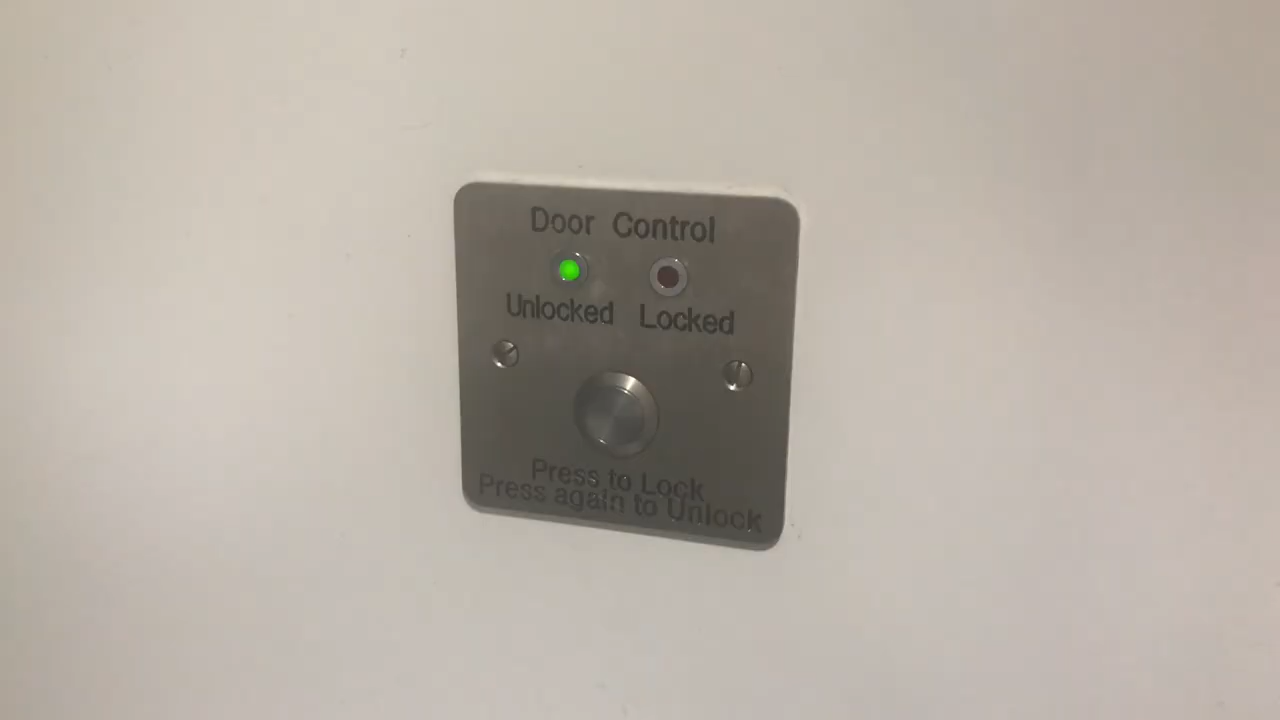 Door Control
Unlocked Locked
Press to Lock
Press again to Unlock